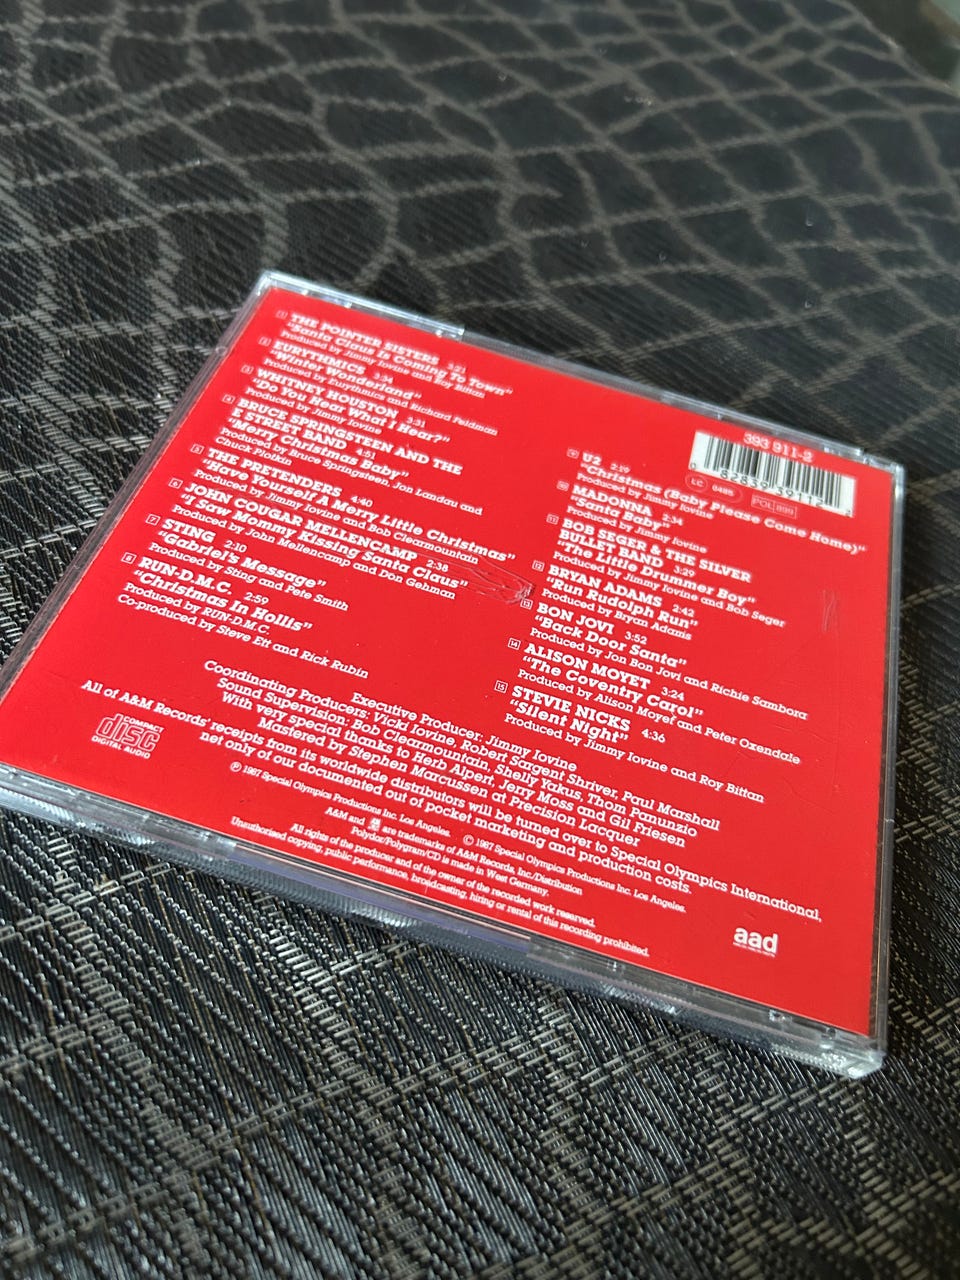 1 THE POINTER SISTERS 3:21
"Santa Claus Is Coming To Town"
Produced by Jimmy Iovine and Roy Bittan
2 EURYTHMICS 3:34
"Winter Wonderland"
Produced by Eurythmics and Richard Feldman
3 WHITNEY HOUSTON 3:31
"Do You Hear What I Hear?"
Produced by Jimmy Iovine
4 BRUCE SPRINGSTEEN AND THE
E STREET BAND 4:51
"Merry Christmas Baby"
Produced by Bruce Springsteen, Jon Landau and
Chuck Plotkin
5 THE PRETENDERS 4:40
"Have Yourself A Merry Little Christmas"
Produced by Jimmy Iovine and Bob Clearmountain
6 JOHN COUGAR MELLENCAMP 2:38
"I Saw Mommy Kissing Santa Claus"
Produced by John Mellencamp and Don Gehman
7 STING 2:10
"Gabriel's Message"
Produced by Sting and Pete Smith
8 RUN-D.M.C. 2:59
"Christmas In Hollis"
Produced by RUN-D.M.C.
Co-produced by Steve Ett and Rick Rubin
393 911-2
0 82839 39112
LC 0485
POL 899
9 U2 2:19
"Christmas (Baby Please Come Home)"
Produced by Jimmy Iovine
10 MADONNA 2:34
"Santa Baby"
Produced by Jimmy Iovine
11 BOB SEGER & THE SILVER
BULLET BAND 3:29
"The Little Drummer Boy"
Produced by Jimmy Iovine and Bob Seger
12 BRYAN ADAMS 2:42
"Run Rudolph Run"
Produced by Bryan Adams
13 BON JOVI 3:52
"Back Door Santa"
Produced by Jon Bon Jovi and Richie Sambora
14 ALISON MOYET 3:24
"The Coventry Carol"
Produced by Alison Moyet and Peter Oxendale
15 STEVIE NICKS 4:36
"Silent Night"
Produced by Jimmy Iovine and Roy Bittan
Executive Producer: Jimmy Iovine
Coordinating Producers: Vicki Iovine, Robert Sargent Shriver, Paul Marshall
Sound Supervision: Bob Clearmountain, Shelly Yakus, Thom Panunzio
With very special thanks to Herb Alpert, Jerry Moss and Gil Friesen
Mastered by Stephen Marcussen at Precision Lacquer
All of A&M Records' receipts from its worldwide distributors will be turned over to Special Olympics International,
net only of our documented out of pocket marketing and production costs.
COMPACT
disc
DIGITAL AUDIO
℗ 1987 Special Olympics Productions Inc. Los Angeles. © 1987 Special Olympics Productions Inc. Los Angeles.
A&M and A&M are trademarks of A&M Records, Inc./Distribution
Polydor/Polygram/CD is made in West Germany
All rights of the producer and of the owner of the recorded work reserved.
Unauthorised copying, public performance, broadcasting, hiring or rental of this recording prohibited.
aad